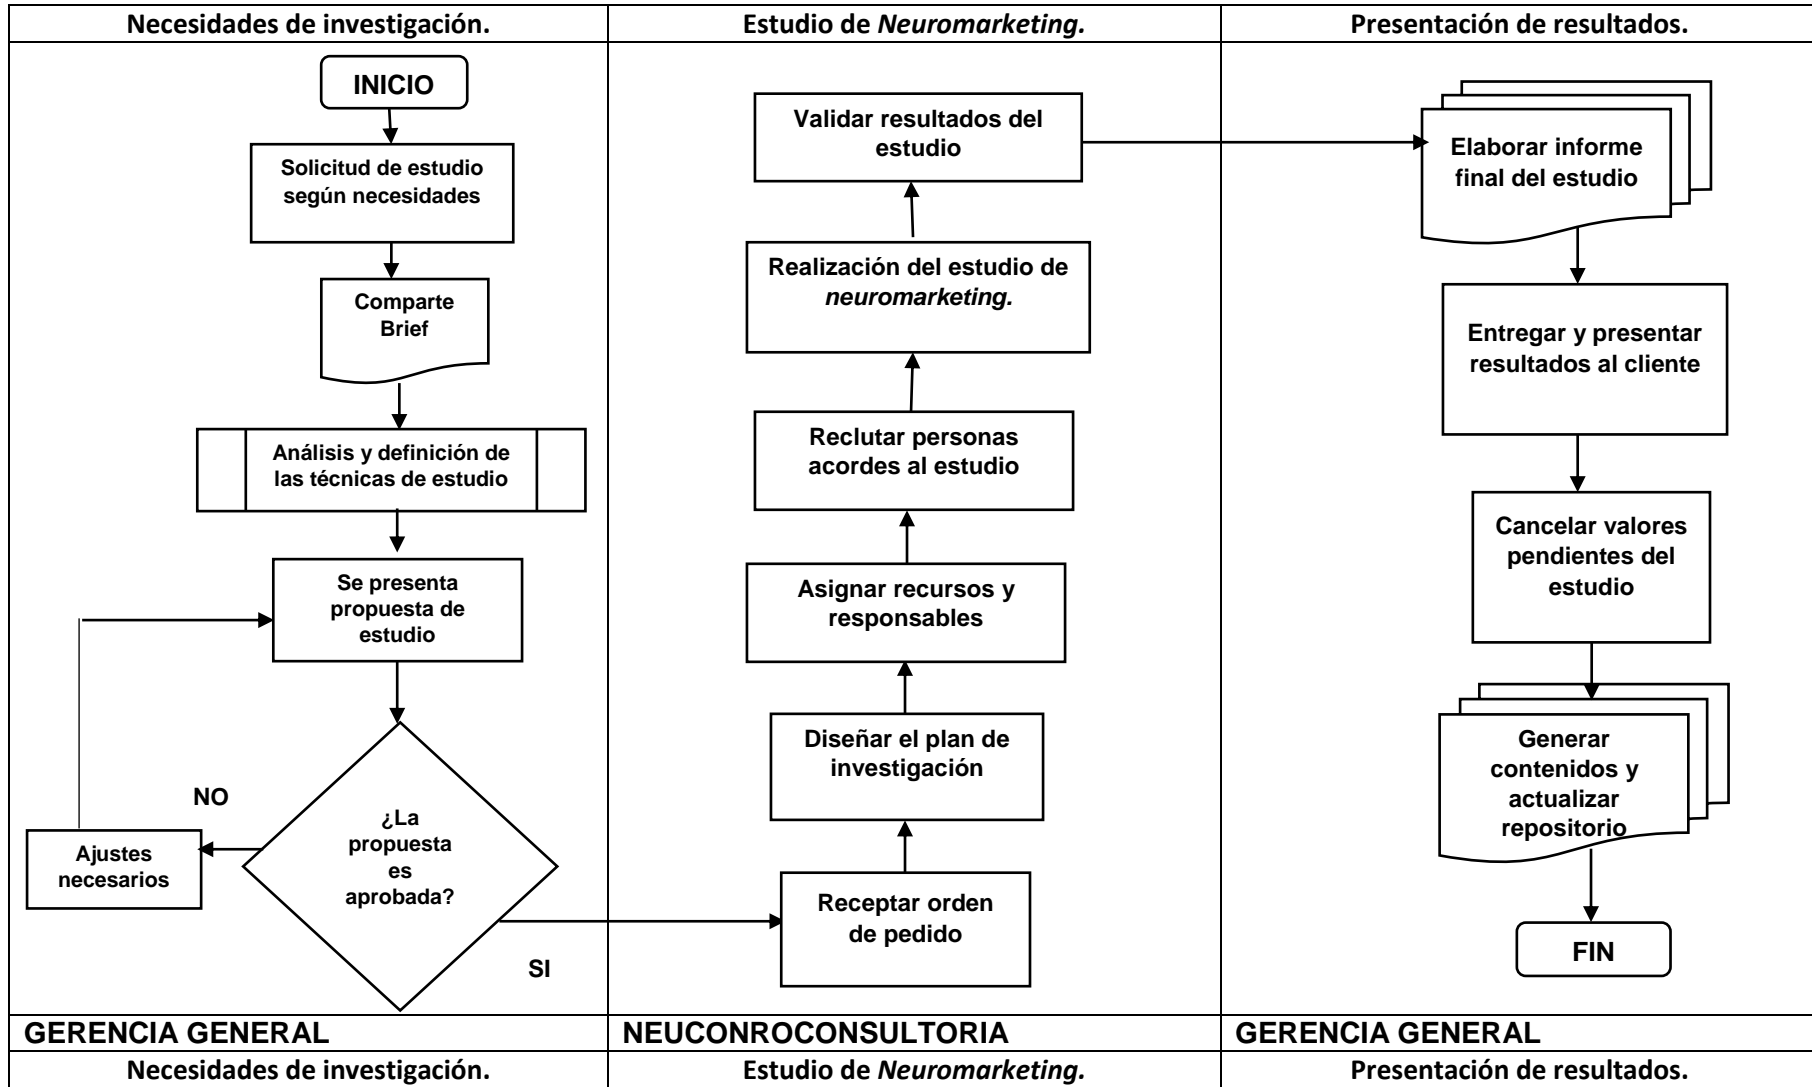 Necesidades de investigación.
Estudio de Neuromarketing.
Presentación de resultados.
INICIO
Solicitud de estudio
según necesidades
Comparte
Brief
Análisis y definición de
las técnicas de estudio
Se presenta
propuesta de
estudio
¿La
propuesta
es
aprobada?
NO
Ajustes
necesarios
SI
Validar resultados del
estudio
Realización del estudio de
neuromarketing.
Reclutar personas
acordes al estudio
Asignar recursos y
responsables
Diseñar el plan de
investigación
Receptar orden
de pedido
Elaborar informe
final del estudio
Entregar y presentar
resultados al cliente
Cancelar valores
pendientes del
estudio
Generar
contenidos y
actualizar
repositorio
FIN
GERENCIA GENERAL
NEUCONROCONSULTORIA
GERENCIA GENERAL
Necesidades de investigación.
Estudio de Neuromarketing.
Presentación de resultados.